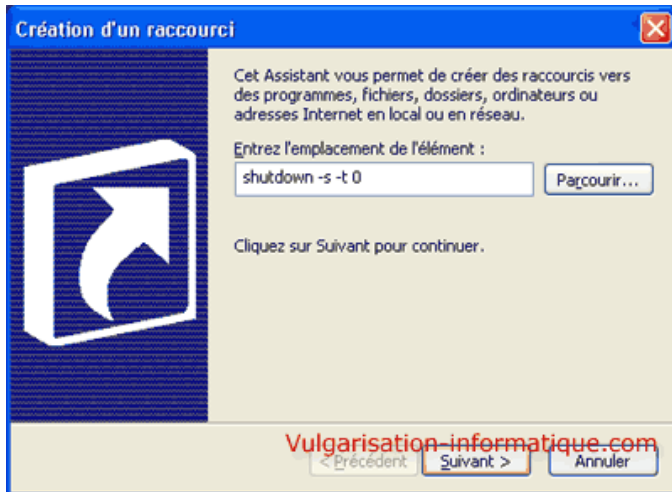 Création d'un raccourci
Cet Assistant vous permet de créer des raccourcis vers
des programmes, fichiers, dossiers, ordinateurs ou
adresses Internet en local ou en réseau.
Entrez l'emplacement de l'élément :
shutdown -s -t 0
Parcourir...
Cliquez sur Suivant pour continuer.
Vulgarisation-informatique.com
< Précédent
Suivant >
Annuler